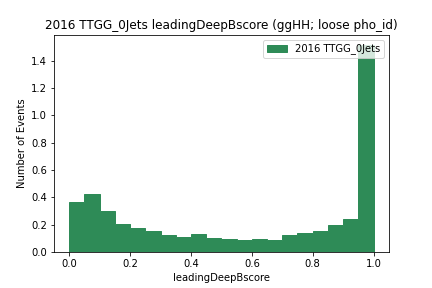 2016 TTGG_0Jets leadingDeepBscore (ggHH; loose pho_id)
2016 TTGG_0Jets
Number of Events
1.4
1.2
1.0
0.8
0.6
0.4
0.2
0.0
0.0 0.2 0.4 0.6 0.8 1.0
leadingDeepBscore